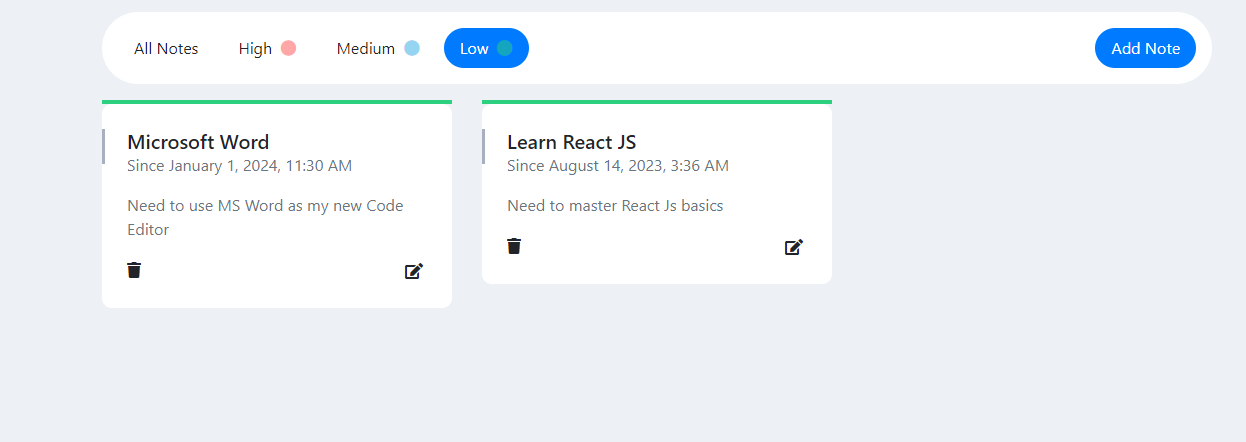 All Notes High Medium Low Add Note
Microsoft Word
Since January 1, 2024, 11:30 AM
Need to use MS Word as my new Code
Editor
Learn React JS
Since August 14, 2023, 3:36 AM
Need to master React Js basics